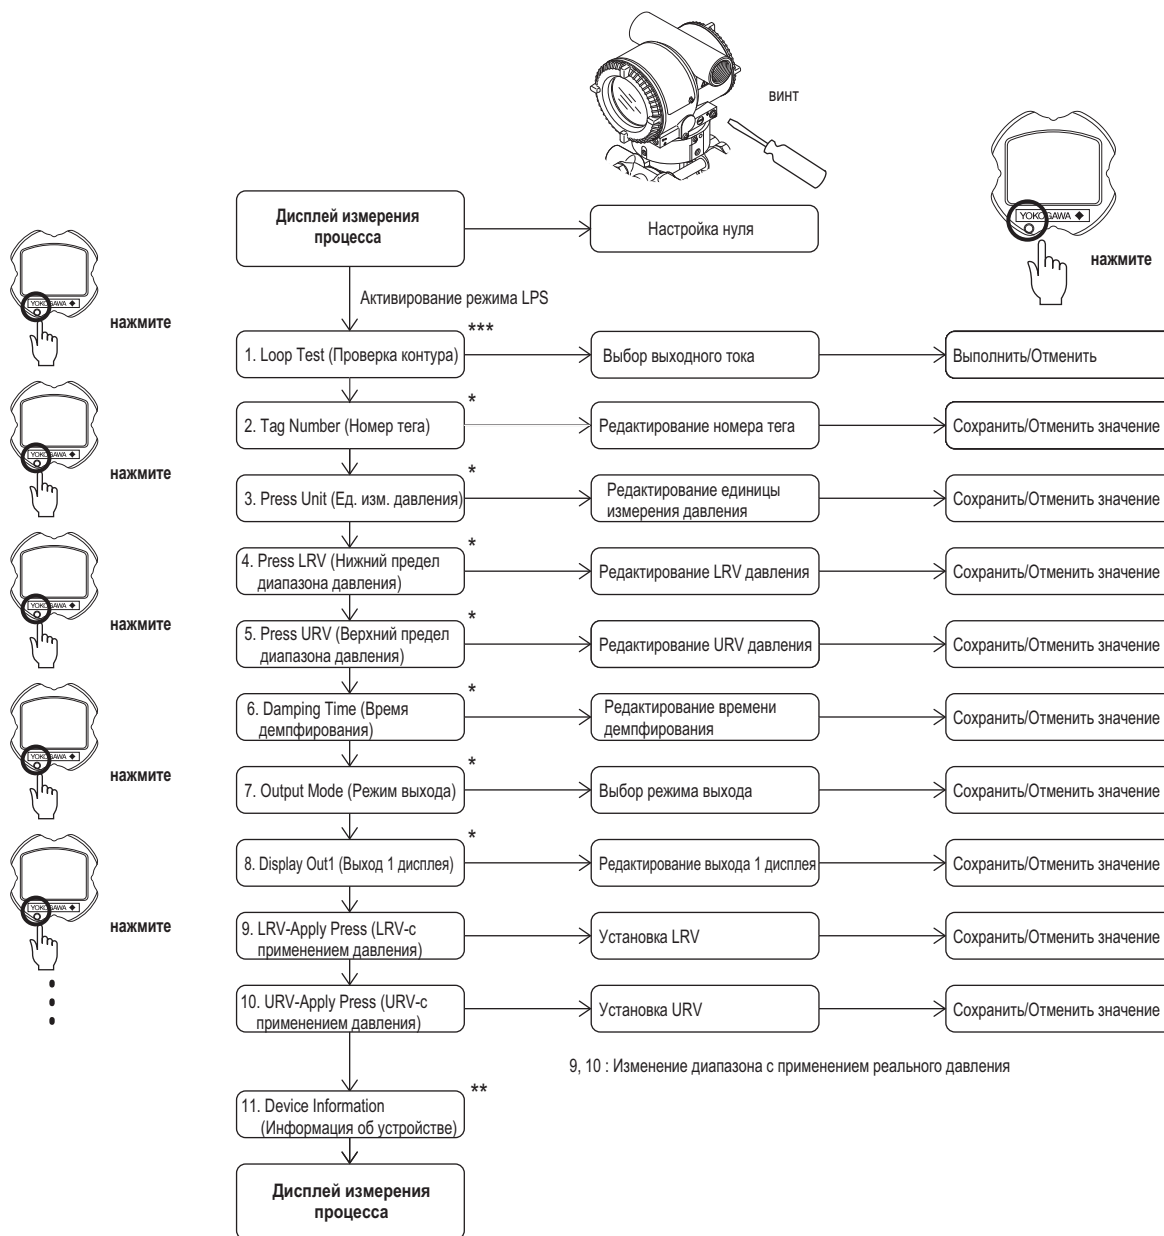 винт
YOKOGAWA
нажмите
Дисплей измерения
процесса
Настройка нуля
Активирование режима LPS
YOKOGAWA
нажмите
1. Loop Test (Проверка контура)
***
Выбор выходного тока
Выполнить/Отменить
YOKOGAWA
нажмите
2. Tag Number (Номер тега)
*
Редактирование номера тега
Сохранить/Отменить значение
3. Press Unit (Ед. изм. давления)
*
Редактирование единицы
измерения давления
Сохранить/Отменить значение
YOKOGAWA
нажмите
4. Press LRV (Нижний предел
диапазона давления)
*
Редактирование LRV давления
Сохранить/Отменить значение
5. Press URV (Верхний предел
диапазона давления)
*
Редактирование URV давления
Сохранить/Отменить значение
YOKOGAWA
нажмите
6. Damping Time (Время
демпфирования)
*
Редактирование времени
демпфирования
Сохранить/Отменить значение
7. Output Mode (Режим выхода)
*
Выбор режима выхода
Сохранить/Отменить значение
YOKOGAWA
нажмите
8. Display Out1 (Выход 1 дисплея)
*
Редактирование выхода 1 дисплея
Сохранить/Отменить значение
9. LRV-Apply Press (LRV-с
применением давления)
Установка LRV
Сохранить/Отменить значение
10. URV-Apply Press (URV-с
применением давления)
Установка URV
Сохранить/Отменить значение
9, 10 : Изменение диапазона с применением реального давления
11. Device Information
(Информация об устройстве)
**
Дисплей измерения
процесса